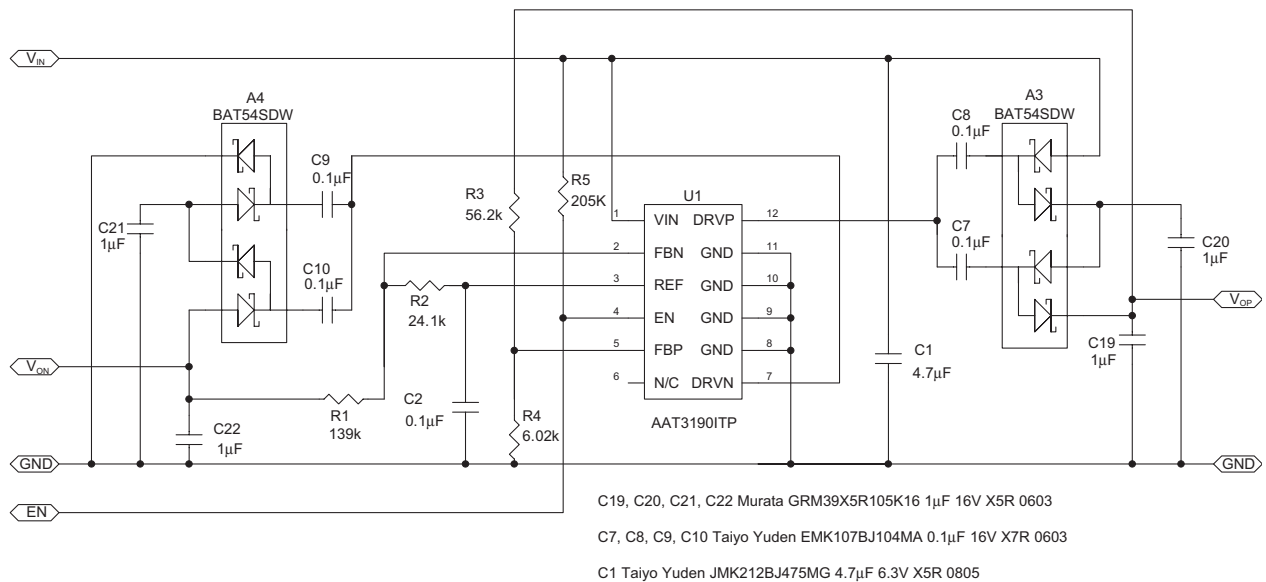 V_IN
A4
BAT54SDW
C9
0.1µF
C21
1µF
C10
0.1µF
R3
56.2k
R5
205K
U1
1 VIN DRVP 12
2 FBN GND 11
3 REF GND 10
4 EN GND 9
5 FBP GND 8
6 N/C DRVN 7
AAT3190ITP
A3
BAT54SDW
C8
0.1µF
C7
0.1µF
C20
1µF
V_OP
C19
1µF
C1
4.7µF
R2
24.1k
V_ON
R1
139k
C2
0.1µF
R4
6.02k
C22
1µF
GND
GND
EN
C19, C20, C21, C22 Murata GRM39X5R105K16 1µF 16V X5R 0603
C7, C8, C9, C10 Taiyo Yuden EMK107BJ104MA 0.1µF 16V X7R 0603
C1 Taiyo Yuden JMK212BJ475MG 4.7µF 6.3V X5R 0805